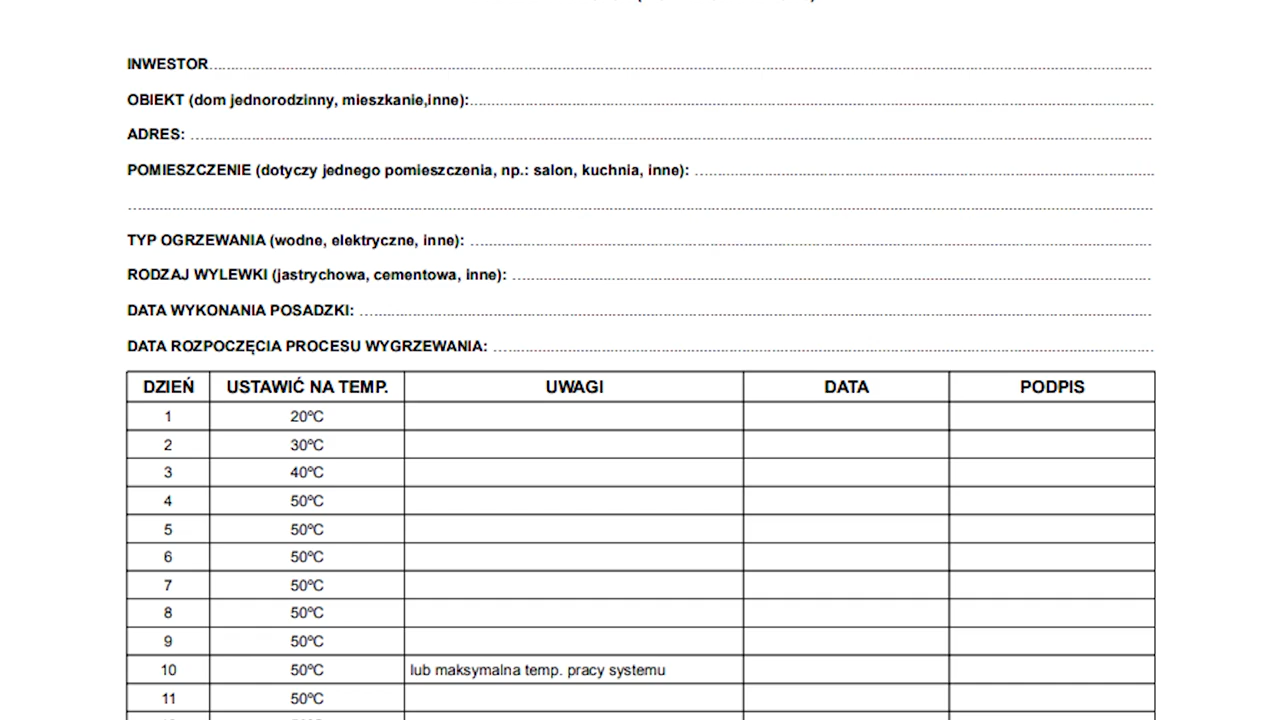 INWESTOR
OBIEKT (dom jednorodzinny, mieszkanie,inne):
ADRES:
POMIESZCZENIE (dotyczy jednego pomieszczenia, np.: salon, kuchnia, inne):
TYP OGRZEWANIA (wodne, elektryczne, inne):
RODZAJ WYLEWKI (jastrychowa, cementowa, inne):
DATA WYKONANIA POSADZKI:
DATA ROZPOCZĘCIA PROCESU WYGRZEWANIA:
DZIEŃ USTAWIĆ NA TEMP. UWAGI DATA PODPIS
1 20ºC
2 30ºC
3 40ºC
4 50ºC
5 50ºC
6 50ºC
7 50ºC
8 50ºC
9 50ºC
10 50ºC lub maksymalna temp. pracy systemu
11 50ºC